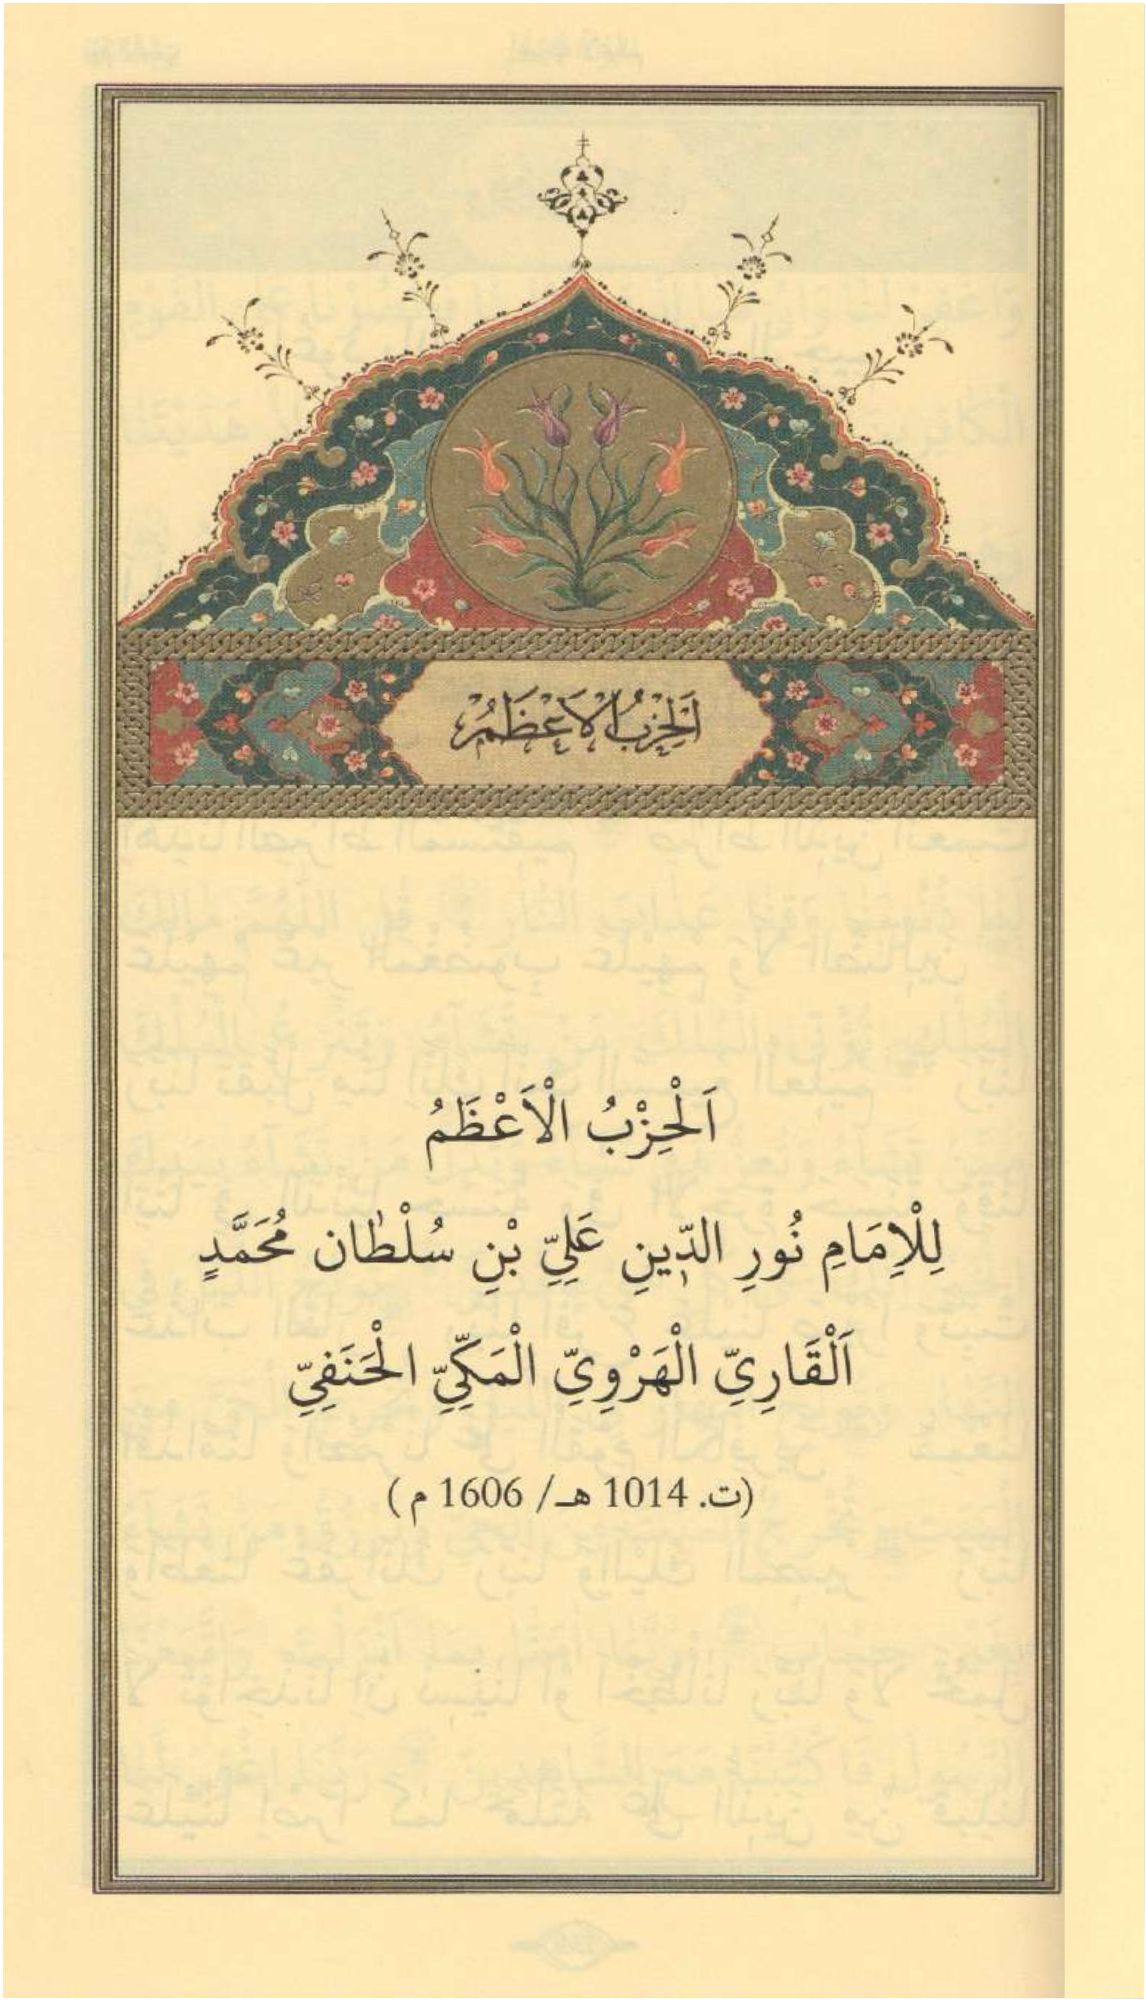 اَلْحِزْبُ الْاَعْظَمُ
اَلْحِزْبُ الْاَعْظَمُ
لِلْاِمَامِ نُورِ الدّ۪ينِ عَلِيِّ بْنِ سُلْطٰان مُحَمَّدٍ
اَلْقَارِيِّ الْهَرْوِيِّ الْمَكِّيِّ الْحَنَفِيِّ
(ت. 1014 هـ/ 1606 م)